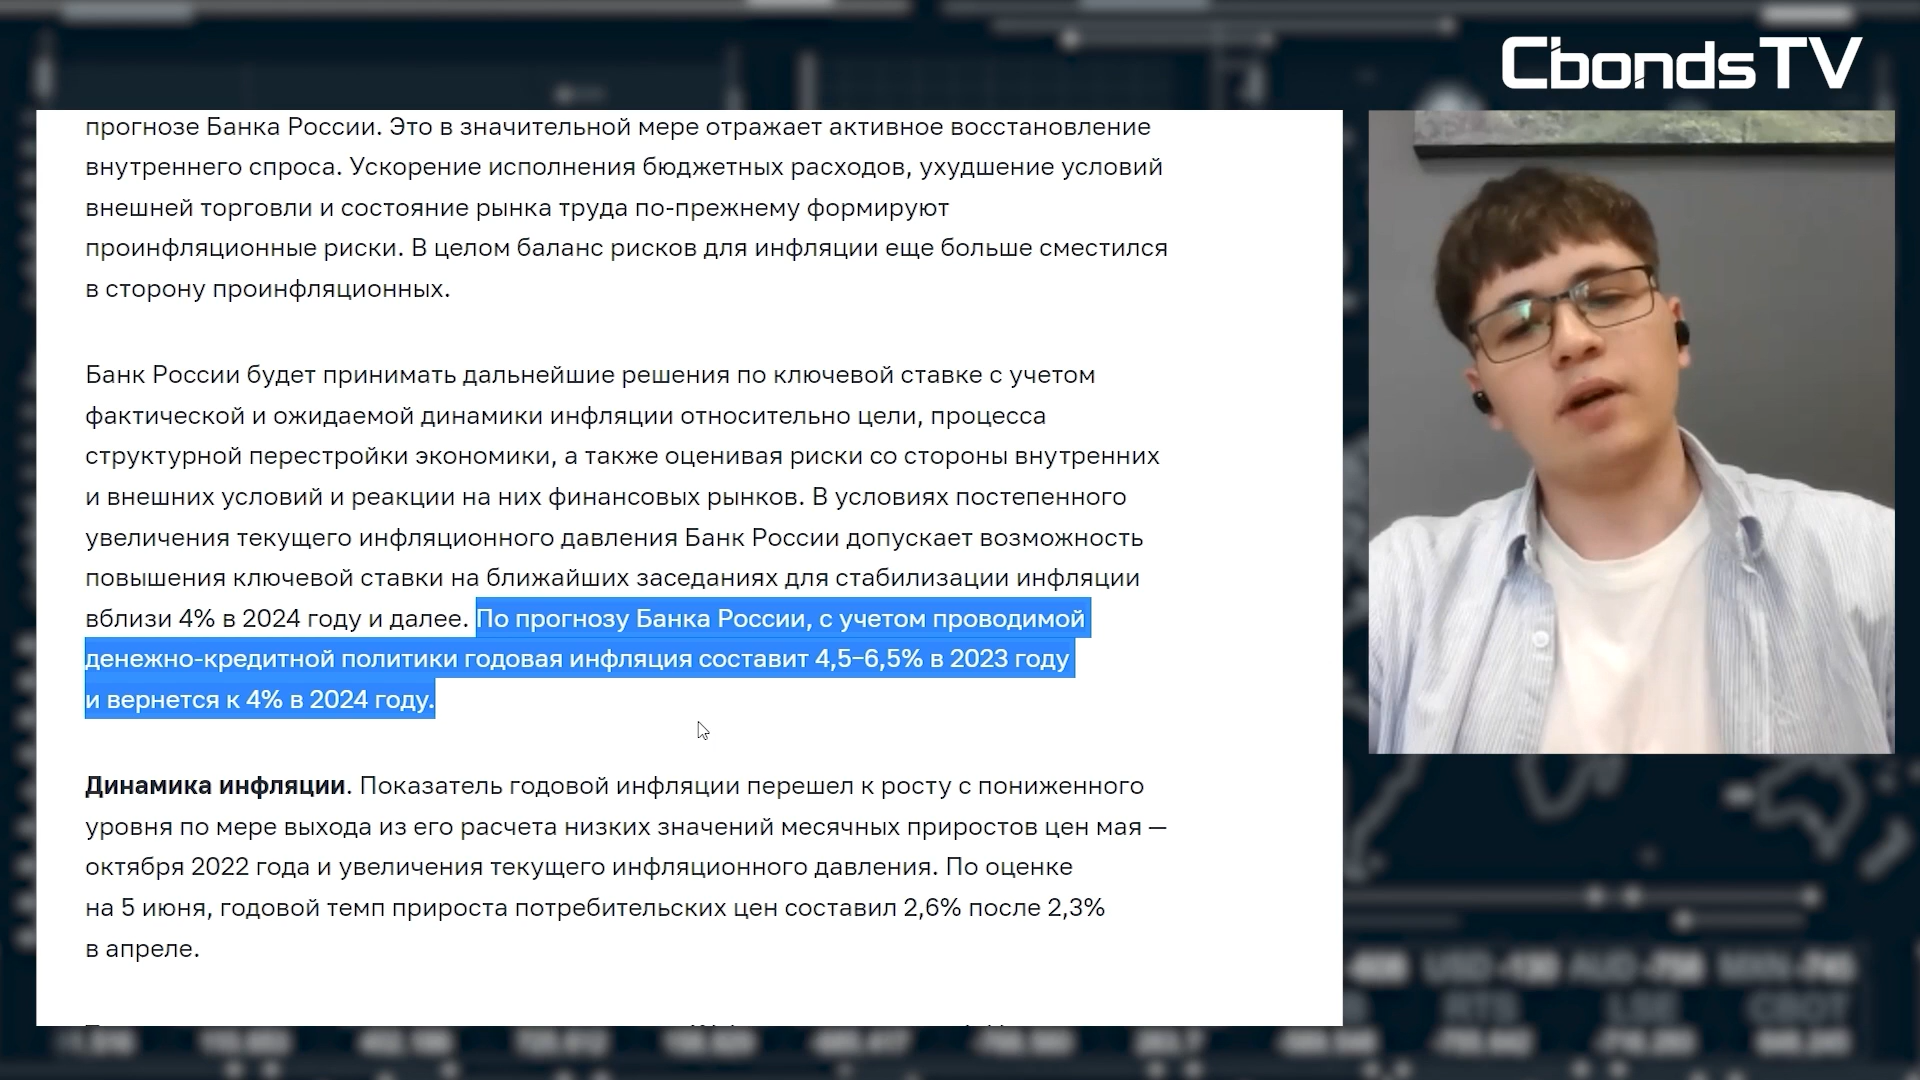 CbondsTV
прогнозе Банка России. Это в значительной мере отражает активное восстановление
внутреннего спроса. Ускорение исполнения бюджетных расходов, ухудшение условий
внешней торговли и состояние рынка труда по-прежнему формируют
проинфляционные риски. В целом баланс рисков для инфляции еще больше сместился
в сторону проинфляционных.
Банк России будет принимать дальнейшие решения по ключевой ставке с учетом
фактической и ожидаемой динамики инфляции относительно цели, процесса
структурной перестройки экономики, а также оценивая риски со стороны внутренних
и внешних условий и реакции на них финансовых рынков. В условиях постепенного
увеличения текущего инфляционного давления Банк России допускает возможность
повышения ключевой ставки на ближайших заседаниях для стабилизации инфляции
вблизи 4% в 2024 году и далее. По прогнозу Банка России, с учетом проводимой
денежно-кредитной политики годовая инфляция составит 4,5–6,5% в 2023 году
и вернется к 4% в 2024 году.
Динамика инфляции. Показатель годовой инфляции перешел к росту с пониженного
уровня по мере выхода из его расчета низких значений месячных приростов цен мая —
октября 2022 года и увеличения текущего инфляционного давления. По оценке
на 5 июня, годовой темп прироста потребительских цен составил 2,6% после 2,3%
в апреле.
USD AUD MXN
RTS LSE CBOT